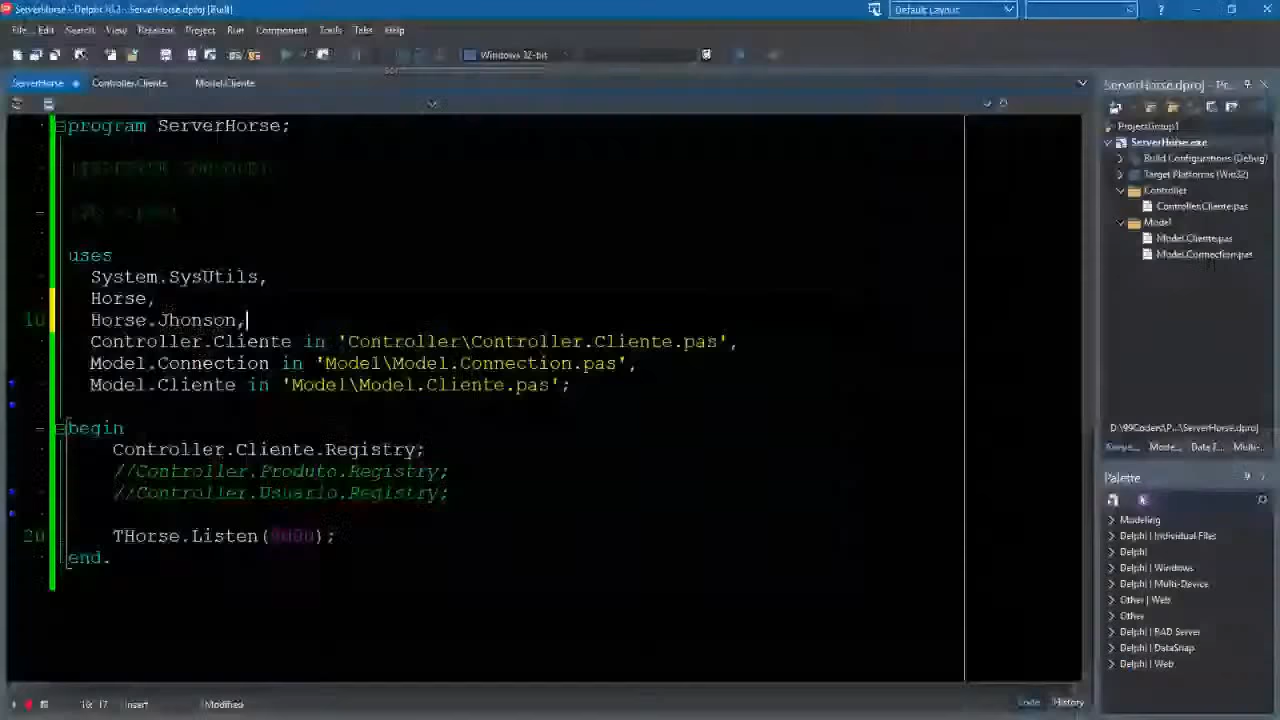 Default Layout
File Edit Search View Refactor Project Run Component Tools Tabs Help
Windows 32-bit
ServerHorse Controller.Cliente Model.Cliente
program ServerHorse;
uses
System.SysUtils,
Horse,
10 Horse.Jhonson,
Controller.Cliente in 'Controller\Controller.Cliente.pas',
Model.Connection in 'Model\Model.Connection.pas',
Model.Cliente in 'Model\Model.Cliente.pas';
begin
Controller.Cliente.Registry;
//Controller.Produto.Registry;
//Controller.Usuario.Registry;
20 THorse.Listen(9000);
end.
Insert Modified
Code History
ServerHorse.dproj - Pr...
ProjectGroup1
ServerHorse.exe
Build Configurations (Debug)
Target Platforms (Win32)
Controller
Controller.Cliente.pas
Model
Model.Cliente.pas
Model.Connection.pas
D:\99Coders\P...\ServerHorse.dproj
Mode... Data E... Multi-...
Palette
Modeling
Delphi | Individual Files
Delphi
Delphi | Windows
Delphi | Multi-Device
Other | Web
Other
Delphi | RAD Server
Delphi | DataSnap
Delphi | Web